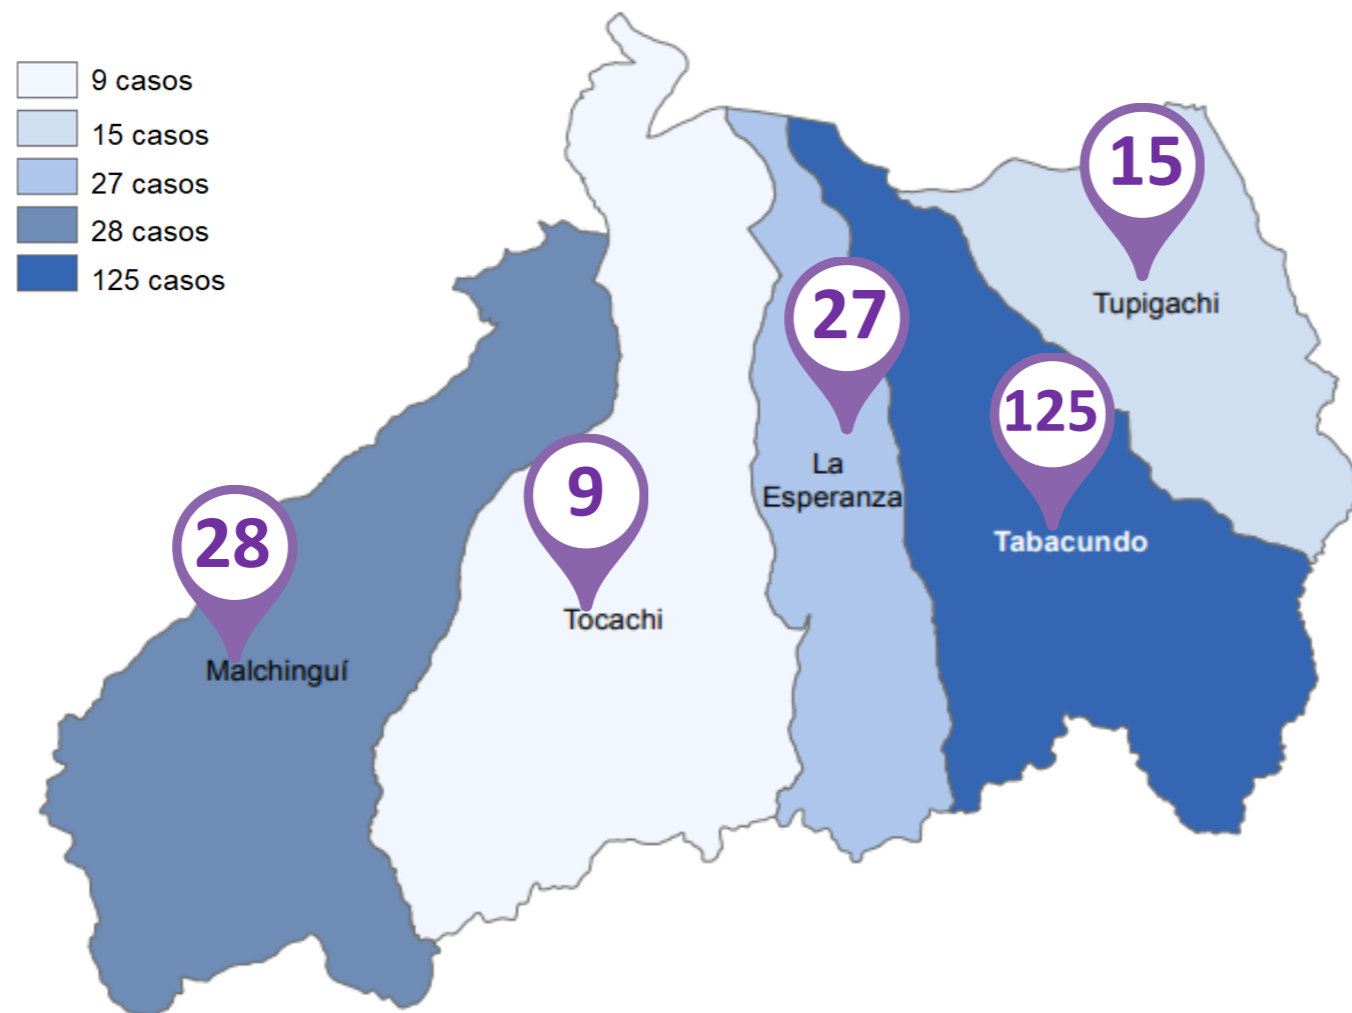 9 casos
15 casos
27 casos
28 casos
125 casos
15
Tupigachi
27
La
Esperanza
125
Tabacundo
9
Tocachi
28
Malchinguí